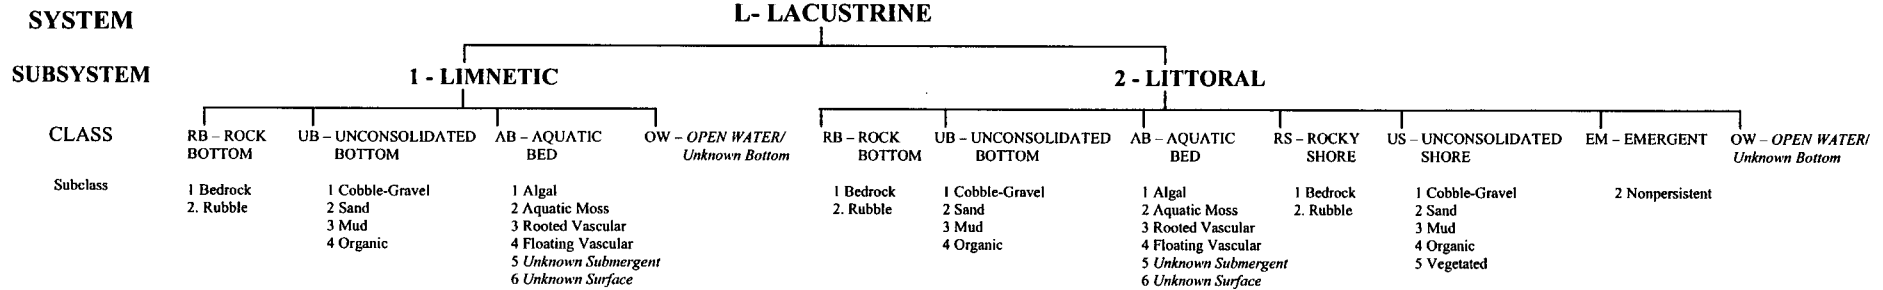 SYSTEM
L- LACUSTRINE
SUBSYSTEM
1 - LIMNETIC
2 - LITTORAL
CLASS
RB – ROCK
BOTTOM
UB – UNCONSOLIDATED
BOTTOM
AB – AQUATIC
BED
OW – OPEN WATER/
Unknown Bottom
RB – ROCK
BOTTOM
UB – UNCONSOLIDATED
BOTTOM
AB – AQUATIC
BED
RS – ROCKY
SHORE
US – UNCONSOLIDATED
SHORE
EM – EMERGENT
OW – OPEN WATER/
Unknown Bottom
Subclass
1 Bedrock
2. Rubble
1 Cobble-Gravel
2 Sand
3 Mud
4 Organic
1 Algal
2 Aquatic Moss
3 Rooted Vascular
4 Floating Vascular
5 Unknown Submergent
6 Unknown Surface
1 Bedrock
2. Rubble
1 Cobble-Gravel
2 Sand
3 Mud
4 Organic
1 Algal
2 Aquatic Moss
3 Rooted Vascular
4 Floating Vascular
5 Unknown Submergent
6 Unknown Surface
1 Bedrock
2. Rubble
1 Cobble-Gravel
2 Sand
3 Mud
4 Organic
5 Vegetated
2 Nonpersistent